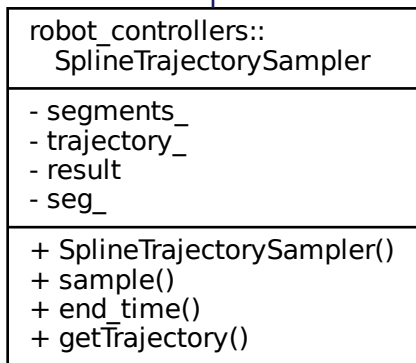 robot_controllers::
SplineTrajectorySampler
- segments_
- trajectory_
- result
- seg_
+ SplineTrajectorySampler()
+ sample()
+ end_time()
+ getTrajectory()